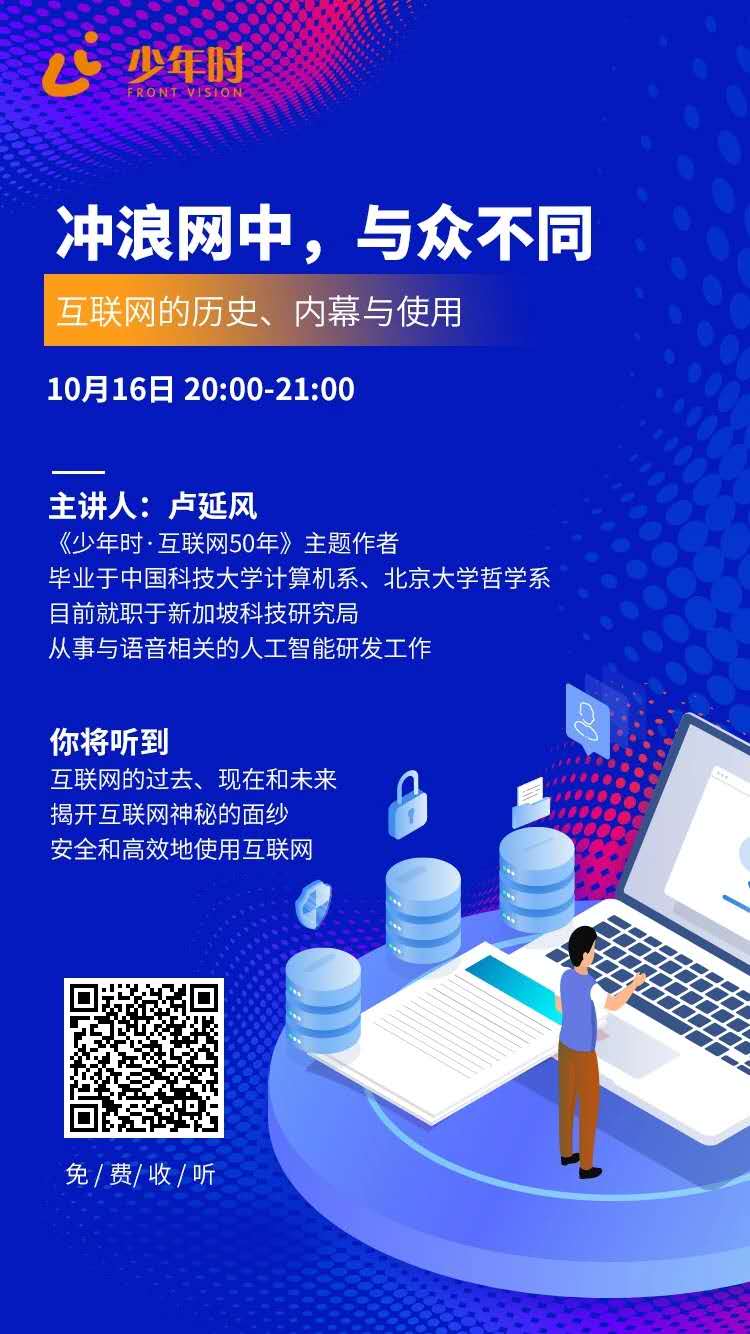 少年时
FRONT VISION
冲浪网中，与众不同
互联网的历史、内幕与使用
10月16日 20:00-21:00
主讲人：卢延风
《少年时·互联网50年》主题作者
毕业于中国科技大学计算机系、北京大学哲学系
目前就职于新加坡科技研究局
从事与语音相关的人工智能研发工作
你将听到
互联网的过去、现在和未来
揭开互联网神秘的面纱
安全和高效地使用互联网
免 / 费 / 收 / 听